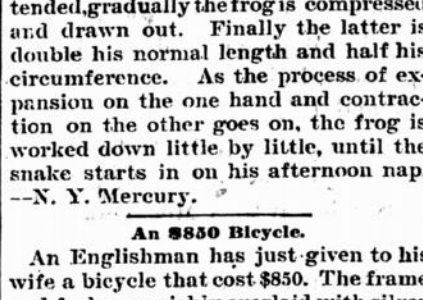 tended,gradually the frog is compressed
and drawn out. Finally the latter is
double his normal length and half his
circumference. As the process of ex-
pansion on the one hand and contrac-
tion on the other goes on, the frog is
worked down little by little, until the
snake starts in on his afternoon nap.
--N. Y. Mercury.
An $850 Bicycle.
An Englishman has just given to his
wife a bicycle that cost $850. The frame